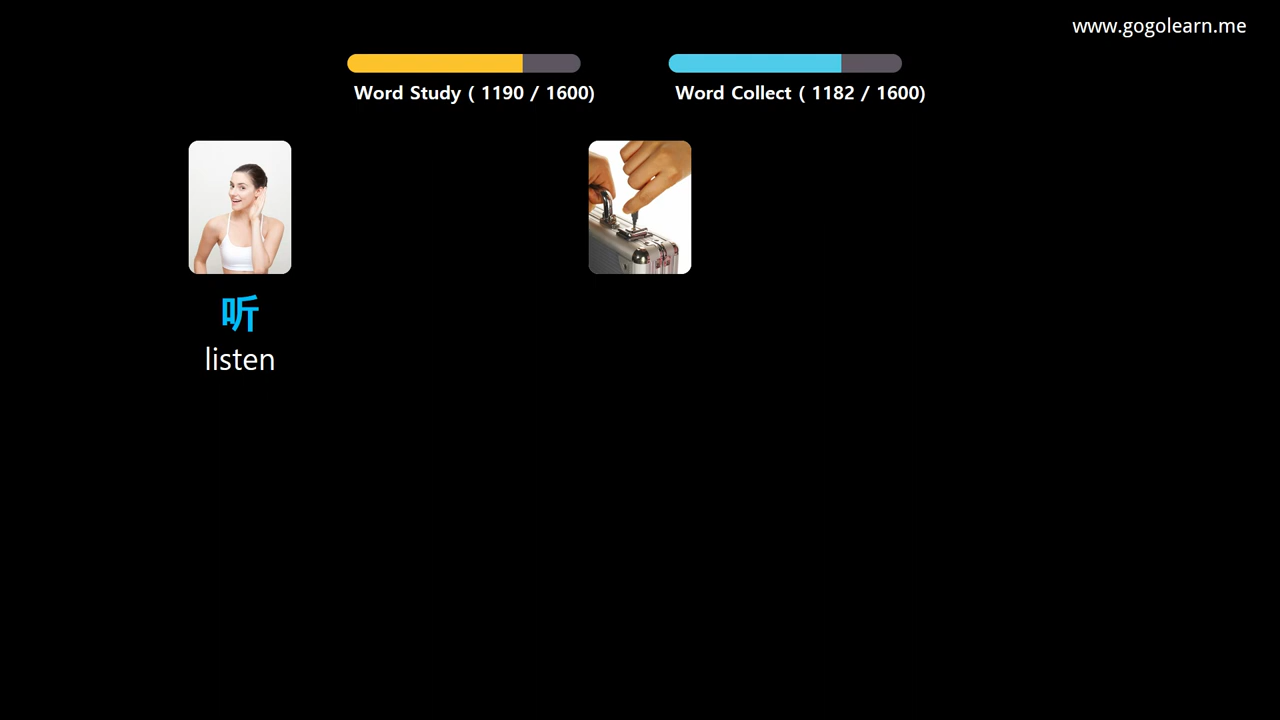 www.gogolearn.me
Word Study ( 1190 / 1600)
Word Collect ( 1182 / 1600)
听
listen